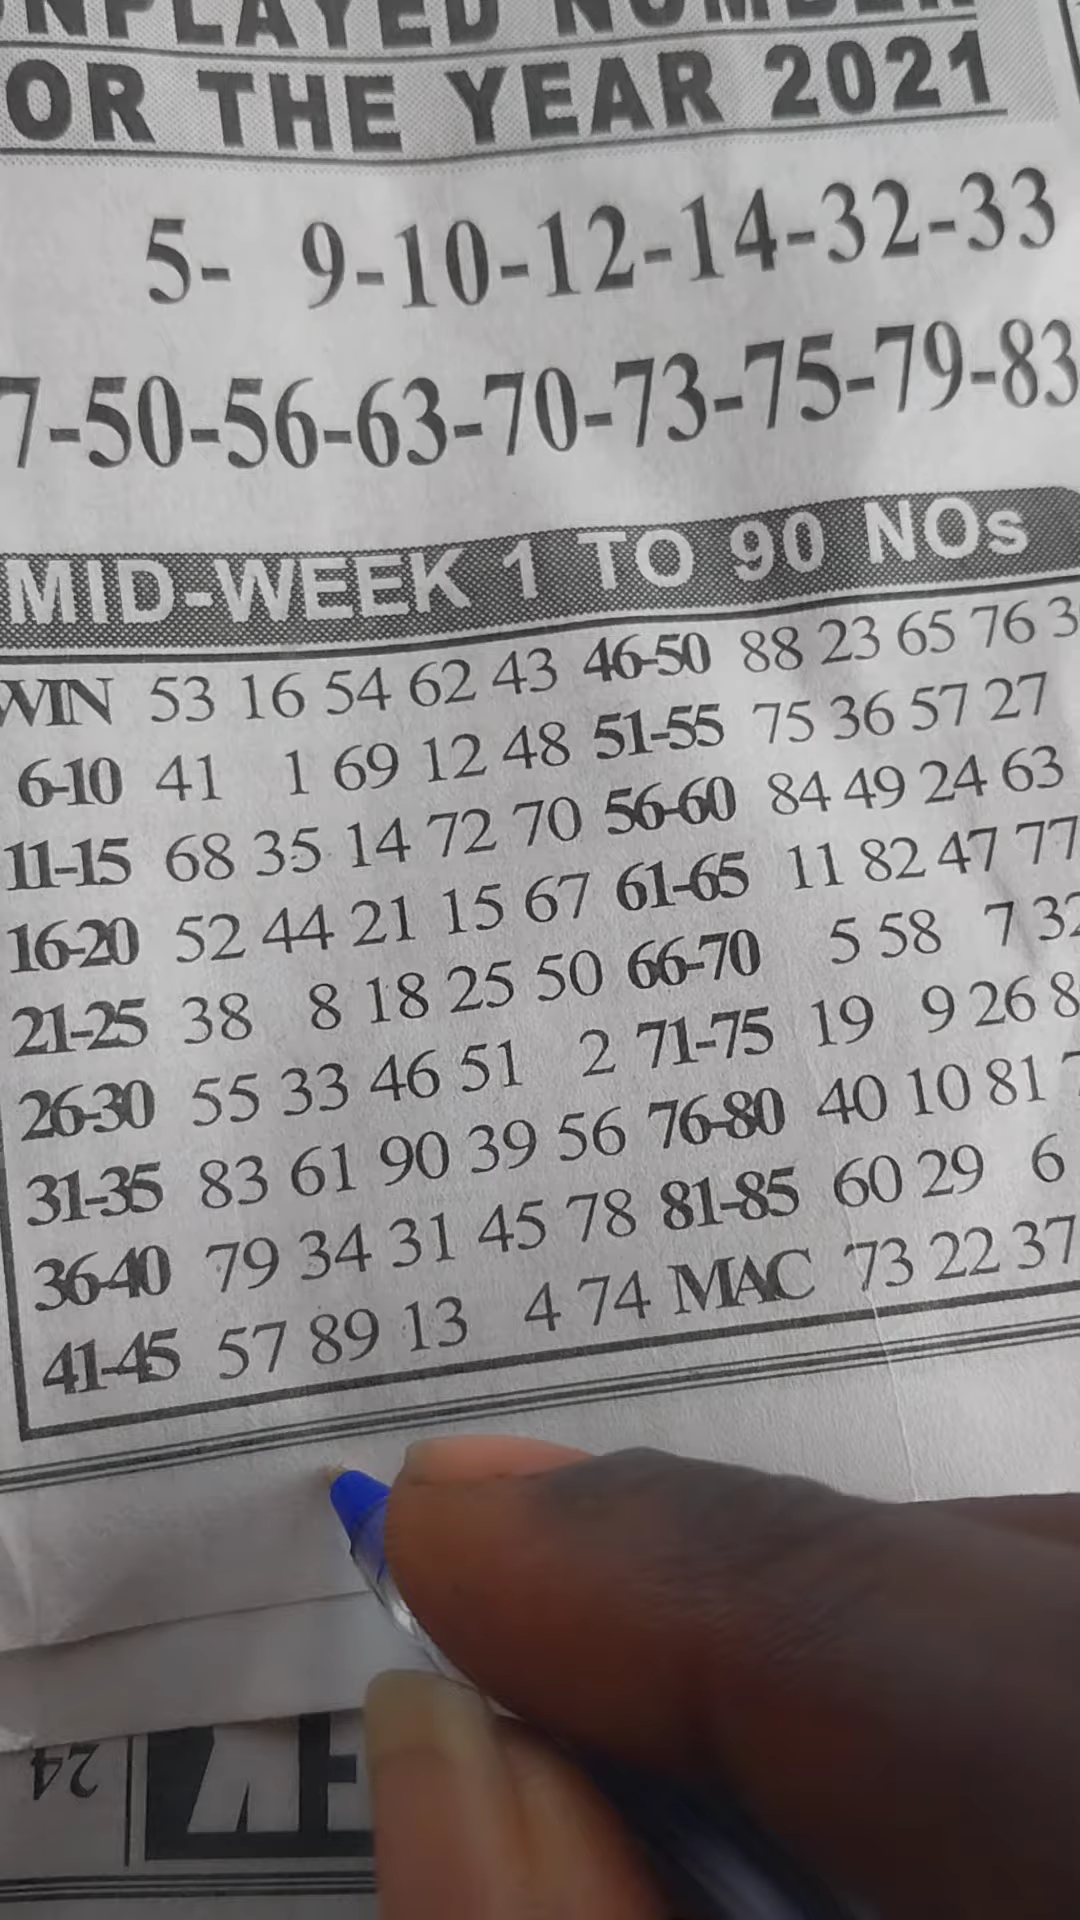 NPLAYED NUMBER
OR THE YEAR 2021
5- 9-10-12-14-32-33
7-50-56-63-70-73-75-79-83
MID-WEEK 1 TO 90 NOs
WIN 53 16 54 62 43 46-50 88 23 65 76 3
6-10 41 1 69 12 48 51-55 75 36 57 27
11-15 68 35 14 72 70 56-60 84 49 24 63
16-20 52 44 21 15 67 61-65 11 82 47 77
21-25 38 8 18 25 50 66-70 5 58 7 32
26-30 55 33 46 51 2 71-75 19 9 26 8
31-35 83 61 90 39 56 76-80 40 10 81 7
36-40 79 34 31 45 78 81-85 60 29 6
41-45 57 89 13 4 74 MAC 73 22 37
24